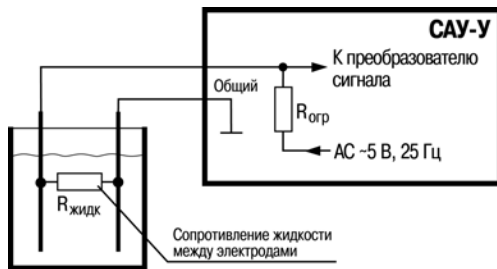 САУ-У
К преобразователю
сигнала
Общий
Rогр
АС ~5 В, 25 Гц
Rжидк
Сопротивление жидкости
между электродами